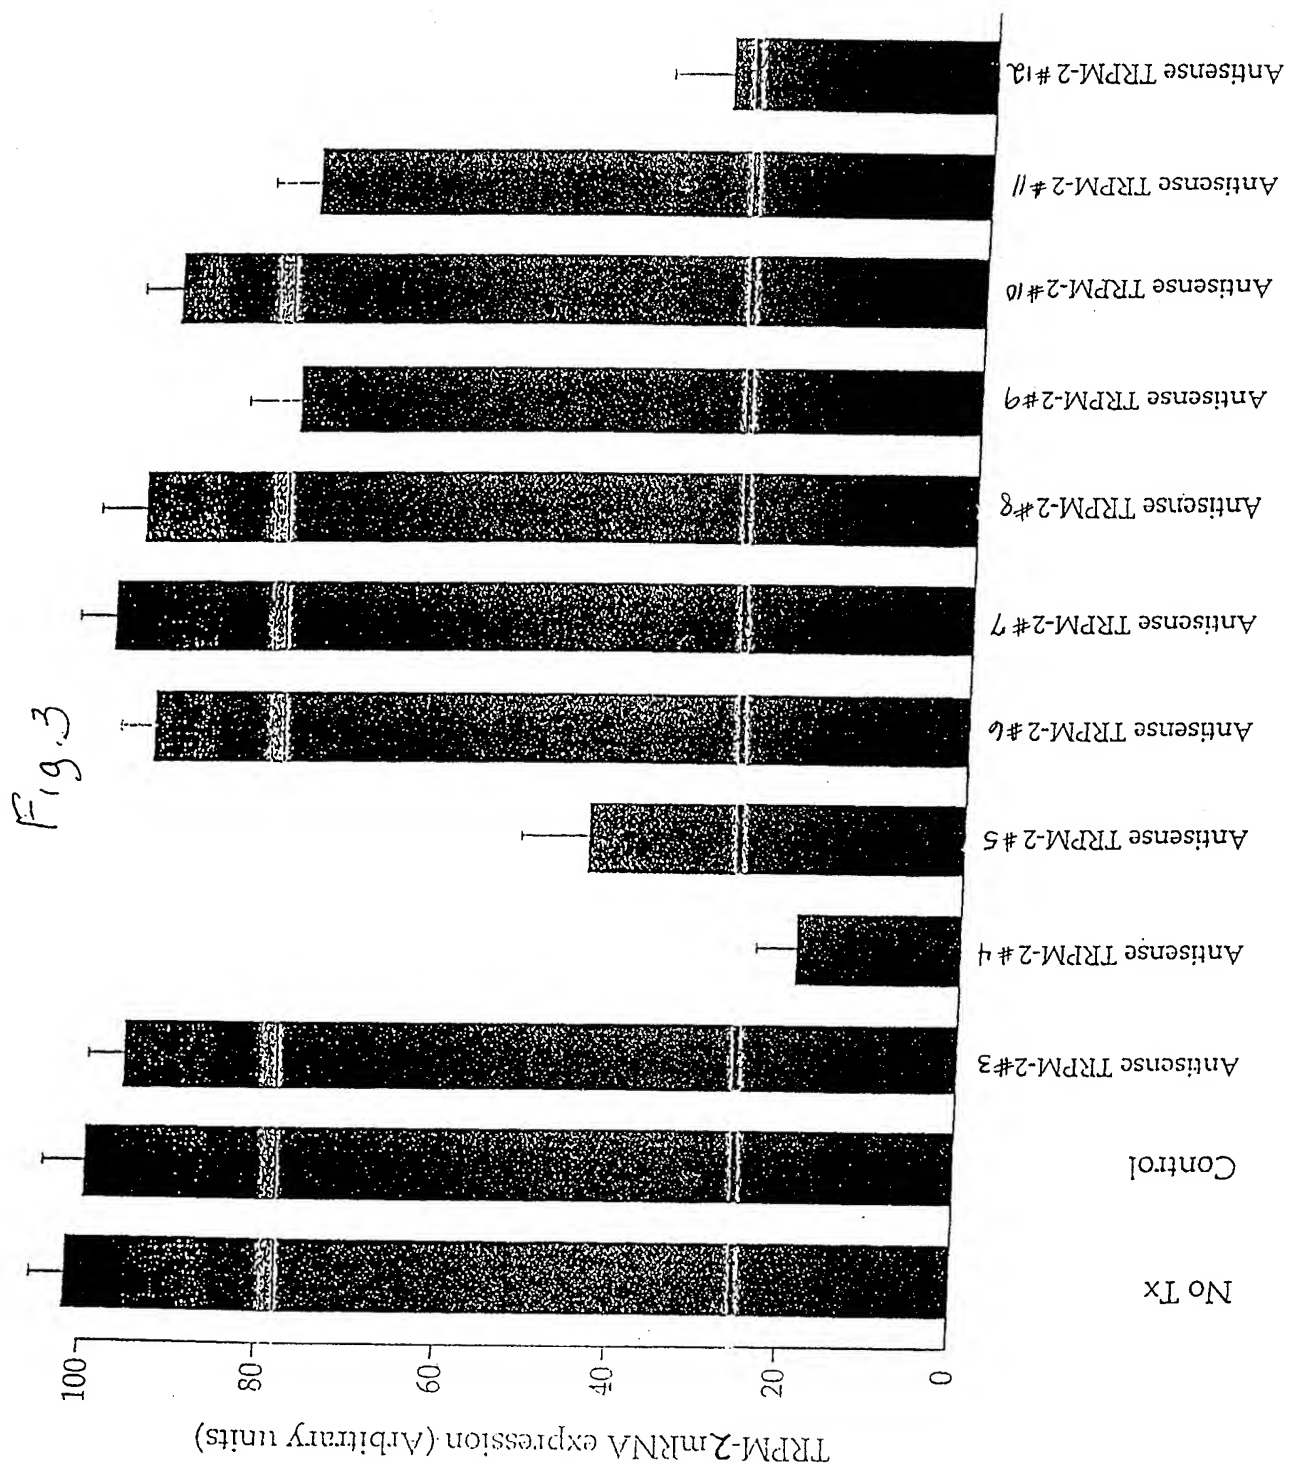 Fig.3
TRPM-2mRNA expression (Arbitrary units)
100
80
60
40
20
0
No Tx
Control
Antisense TRPM-2#3
Antisense TRPM-2#4
Antisense TRPM-2#5
Antisense TRPM-2#6
Antisense TRPM-2#7
Antisense TRPM-2#8
Antisense TRPM-2#9
Antisense TRPM-2#10
Antisense TRPM-2#11
Antisense TRPM-2#12